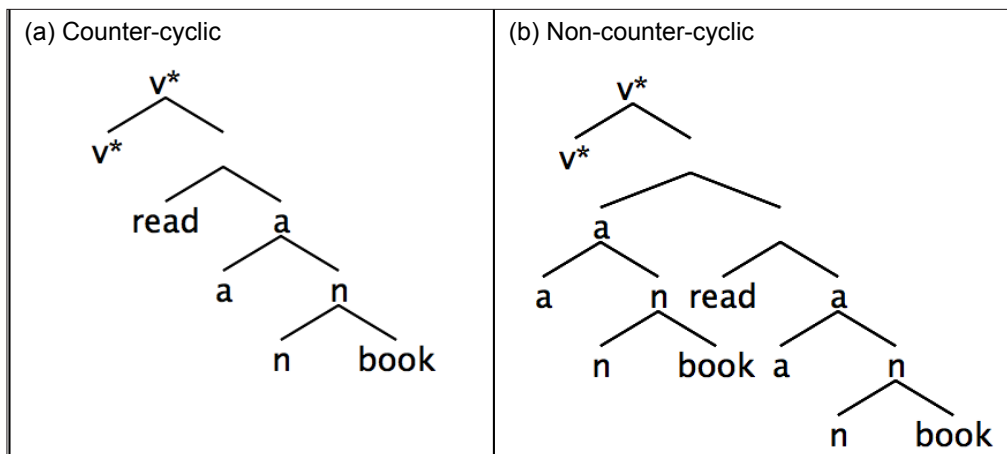 (a) Counter-cyclic
v*
v*
read a
a n
n book
(b) Non-counter-cyclic
v*
v*
a
a n read a
n book a n
n book